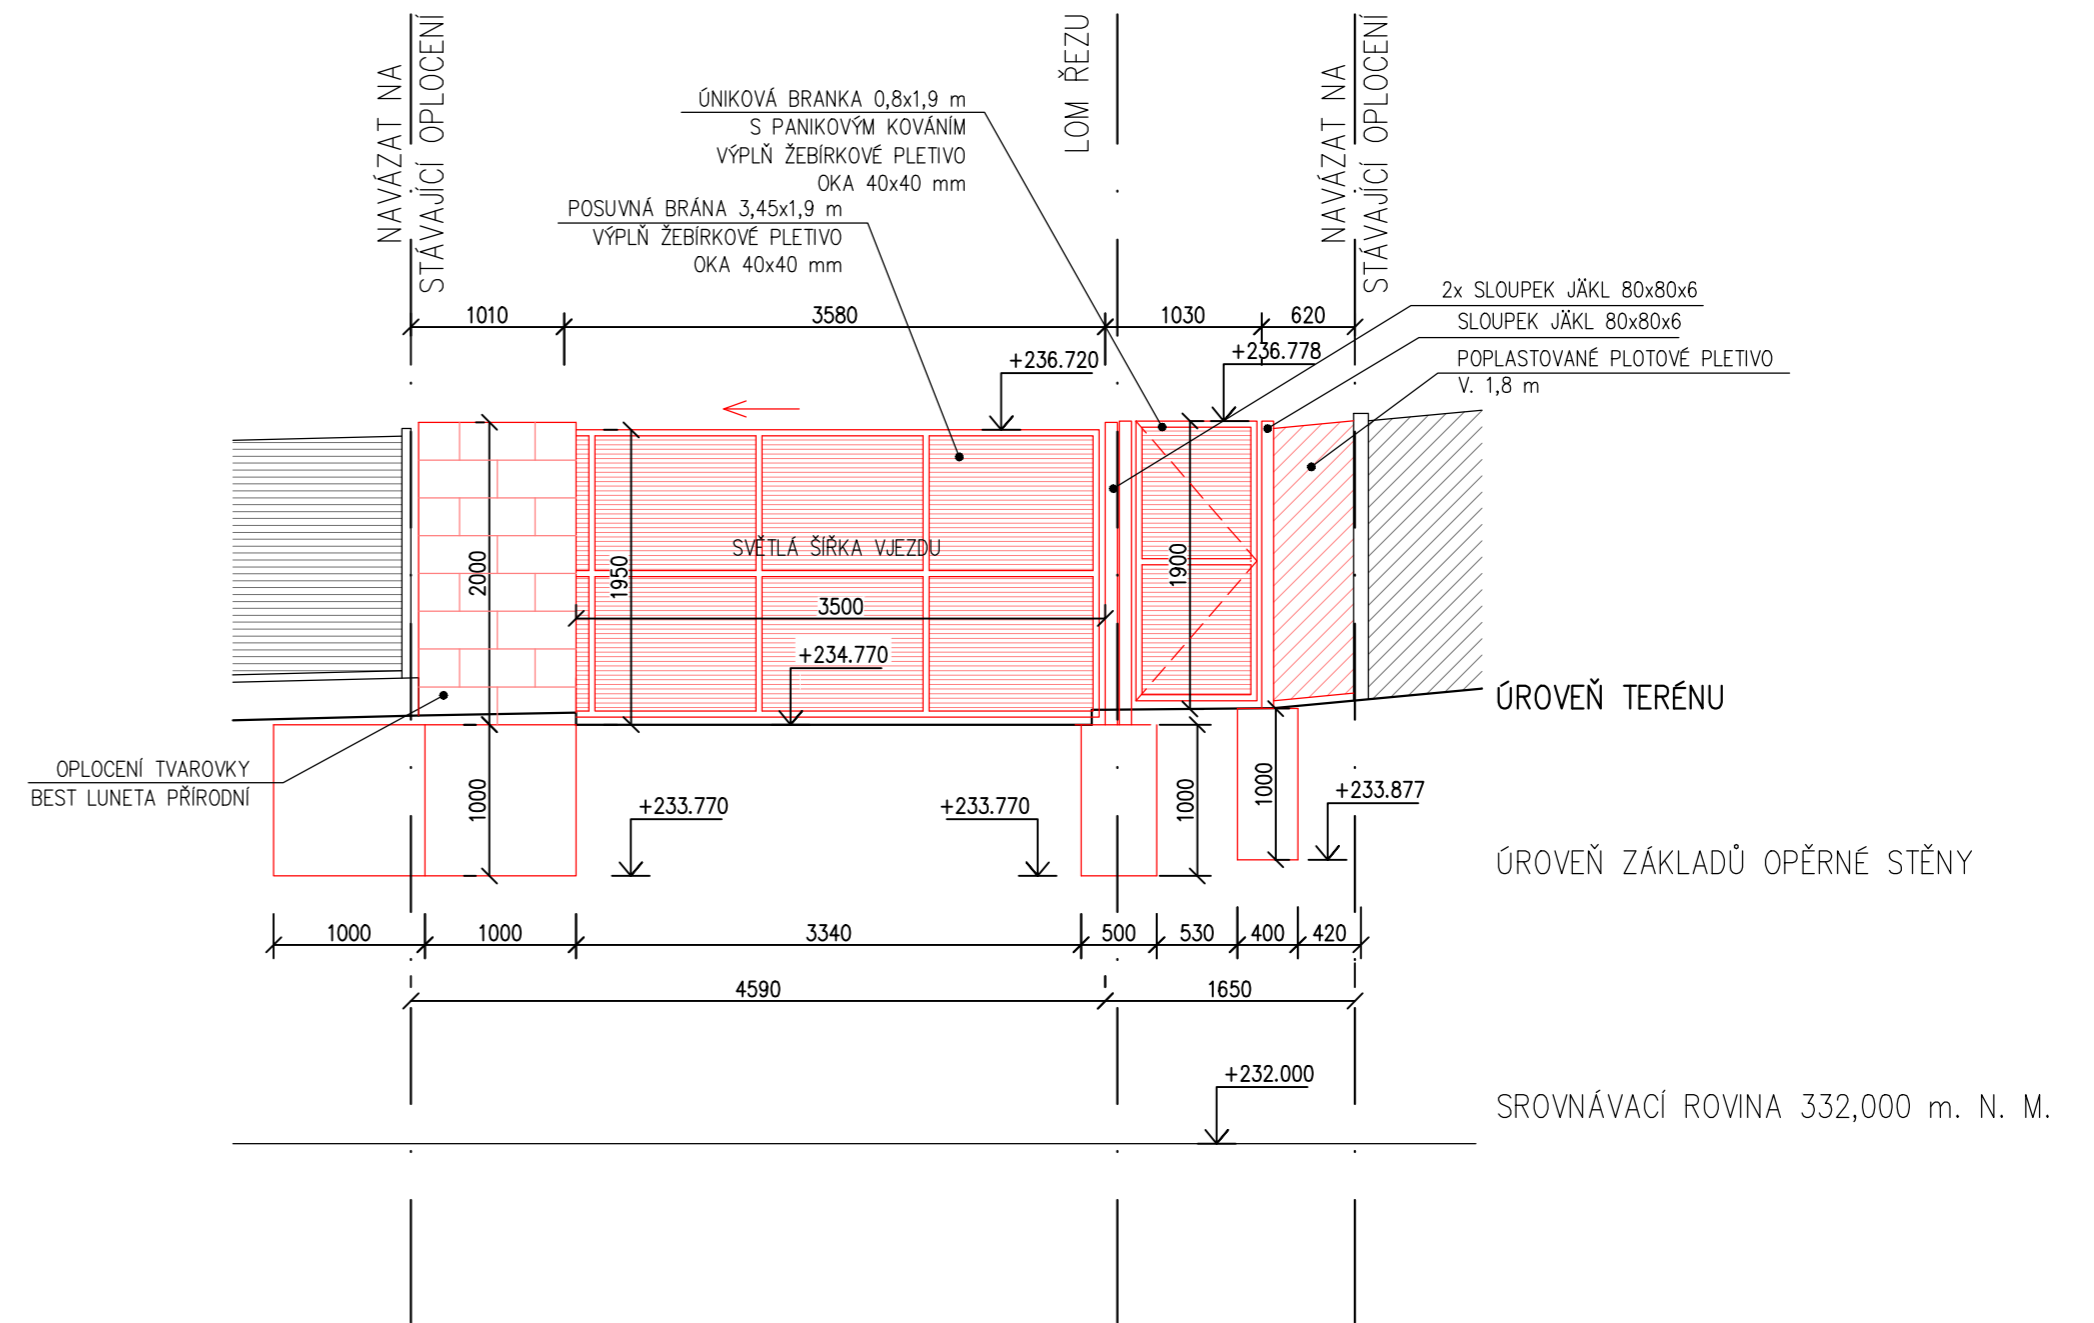 NAVÁZAT NA
STÁVAJÍCÍ OPLOCENÍ
LOM ŘEZU
NAVÁZAT NA
STÁVAJÍCÍ OPLOCENÍ
ÚNIKOVÁ BRANKA 0,8x1,9 m
S PANIKOVÝM KOVÁNÍM
VÝPLŇ ŽEBÍRKOVÉ PLETIVO
OKA 40x40 mm
POSUVNÁ BRÁNA 3,45x1,9 m
VÝPLŇ ŽEBÍRKOVÉ PLETIVO
OKA 40x40 mm
2x SLOUPEK JÄKL 80x80x6
SLOUPEK JÄKL 80x80x6
POPLASTOVANÉ PLOTOVÉ PLETIVO
V. 1,8 m
1010
3580
1030
620
+236.720
+236.778
2000
1950
SVĚTLÁ ŠÍŘKA VJEZDU
3500
1900
+234.770
ÚROVEŇ TERÉNU
OPLOCENÍ TVAROVKY
BEST LUNETA PŘÍRODNÍ
1000
+233.770
+233.770
1000
1000
+233.877
ÚROVEŇ ZÁKLADŮ OPĚRNÉ STĚNY
1000
1000
3340
500
530
400
420
4590
1650
+232.000
SROVNÁVACÍ ROVINA 332,000 m. N. M.